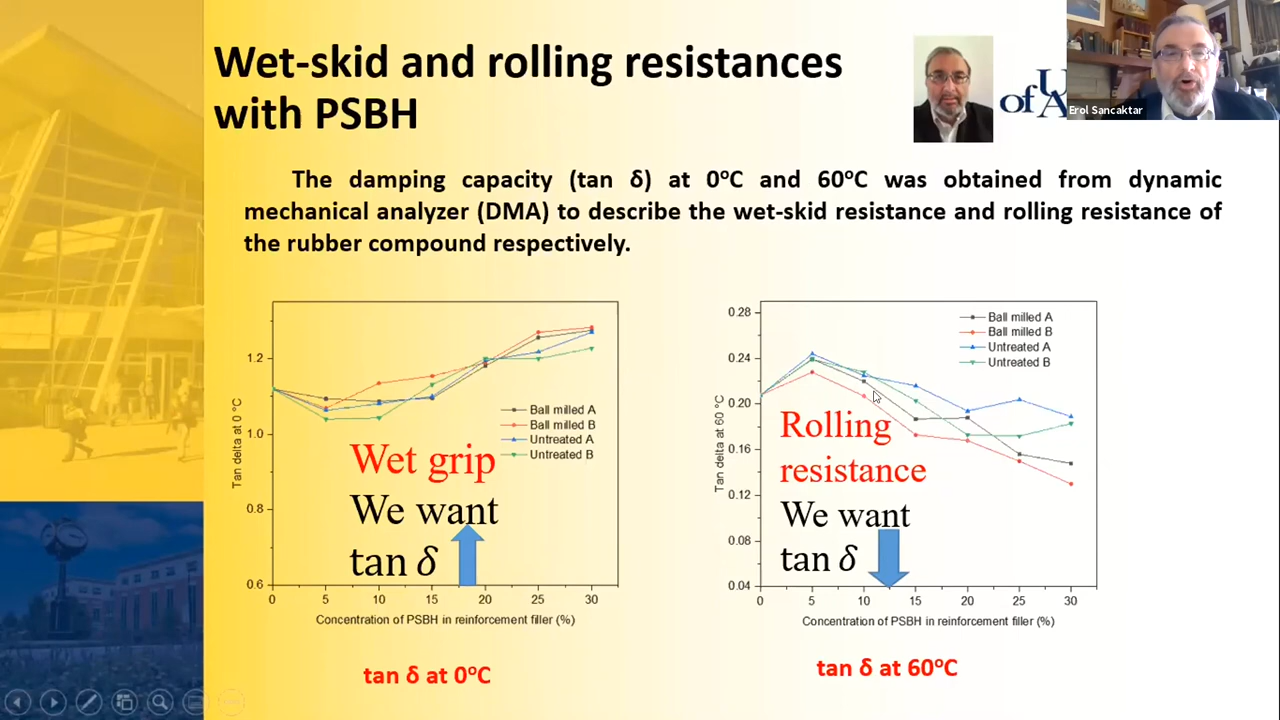 Wet-skid and rolling resistances
with PSBH
of A
Erol Sancaktar
The damping capacity (tan δ) at 0ᵒC and 60ᵒC was obtained from dynamic
mechanical analyzer (DMA) to describe the wet-skid resistance and rolling resistance of
the rubber compound respectively.
1.2
1.0
0.8
0.6
Tan delta at 0 °C
Ball milled A
Ball milled B
Untreated A
Untreated B
Wet grip
We want
tan δ
0 5 10 15 20 25 30
Concentration of PSBH in reinforcement filler (%)
tan δ at 0ᵒC
0.28
0.24
0.20
0.16
0.12
0.08
0.04
Tan delta at 60 °C
Ball milled A
Ball milled B
Untreated A
Untreated B
Rolling
resistance
We want
tan δ
0 5 10 15 20 25 30
Concentration of PSBH in reinforcement filler (%)
tan δ at 60ᵒC